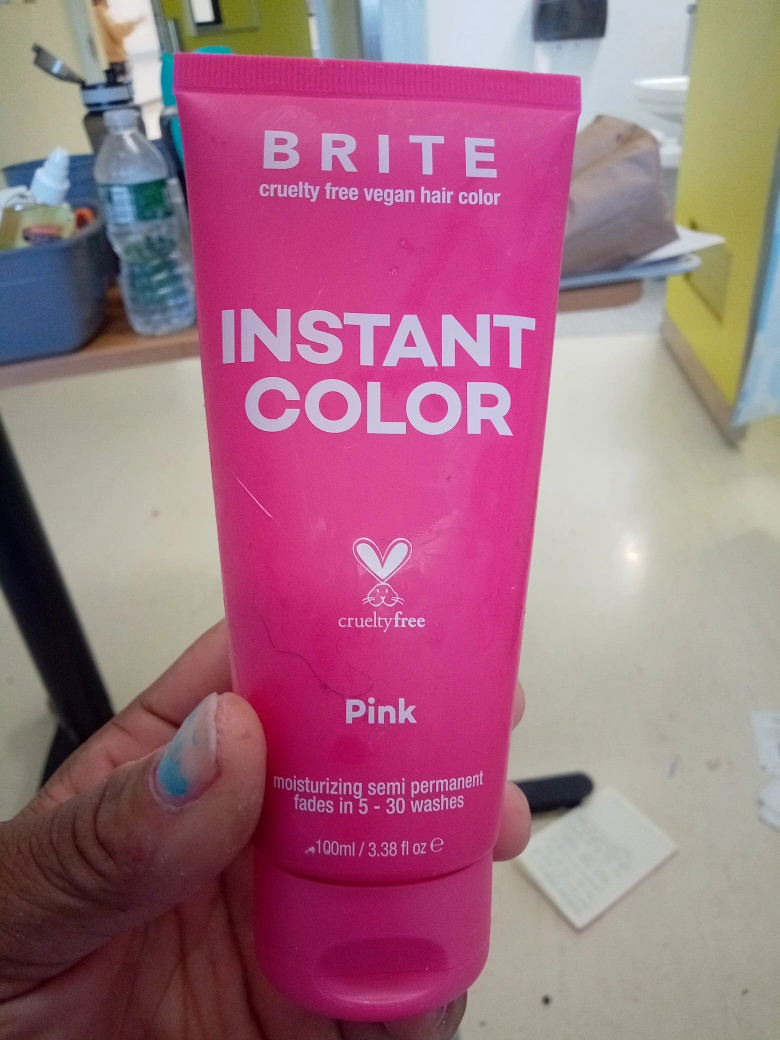 BRITE
cruelty free vegan hair color
INSTANT
COLOR
crueltyfree
Pink
moisturizing semi permanent
fades in 5 - 30 washes
100ml / 3.38 fl oz ℮